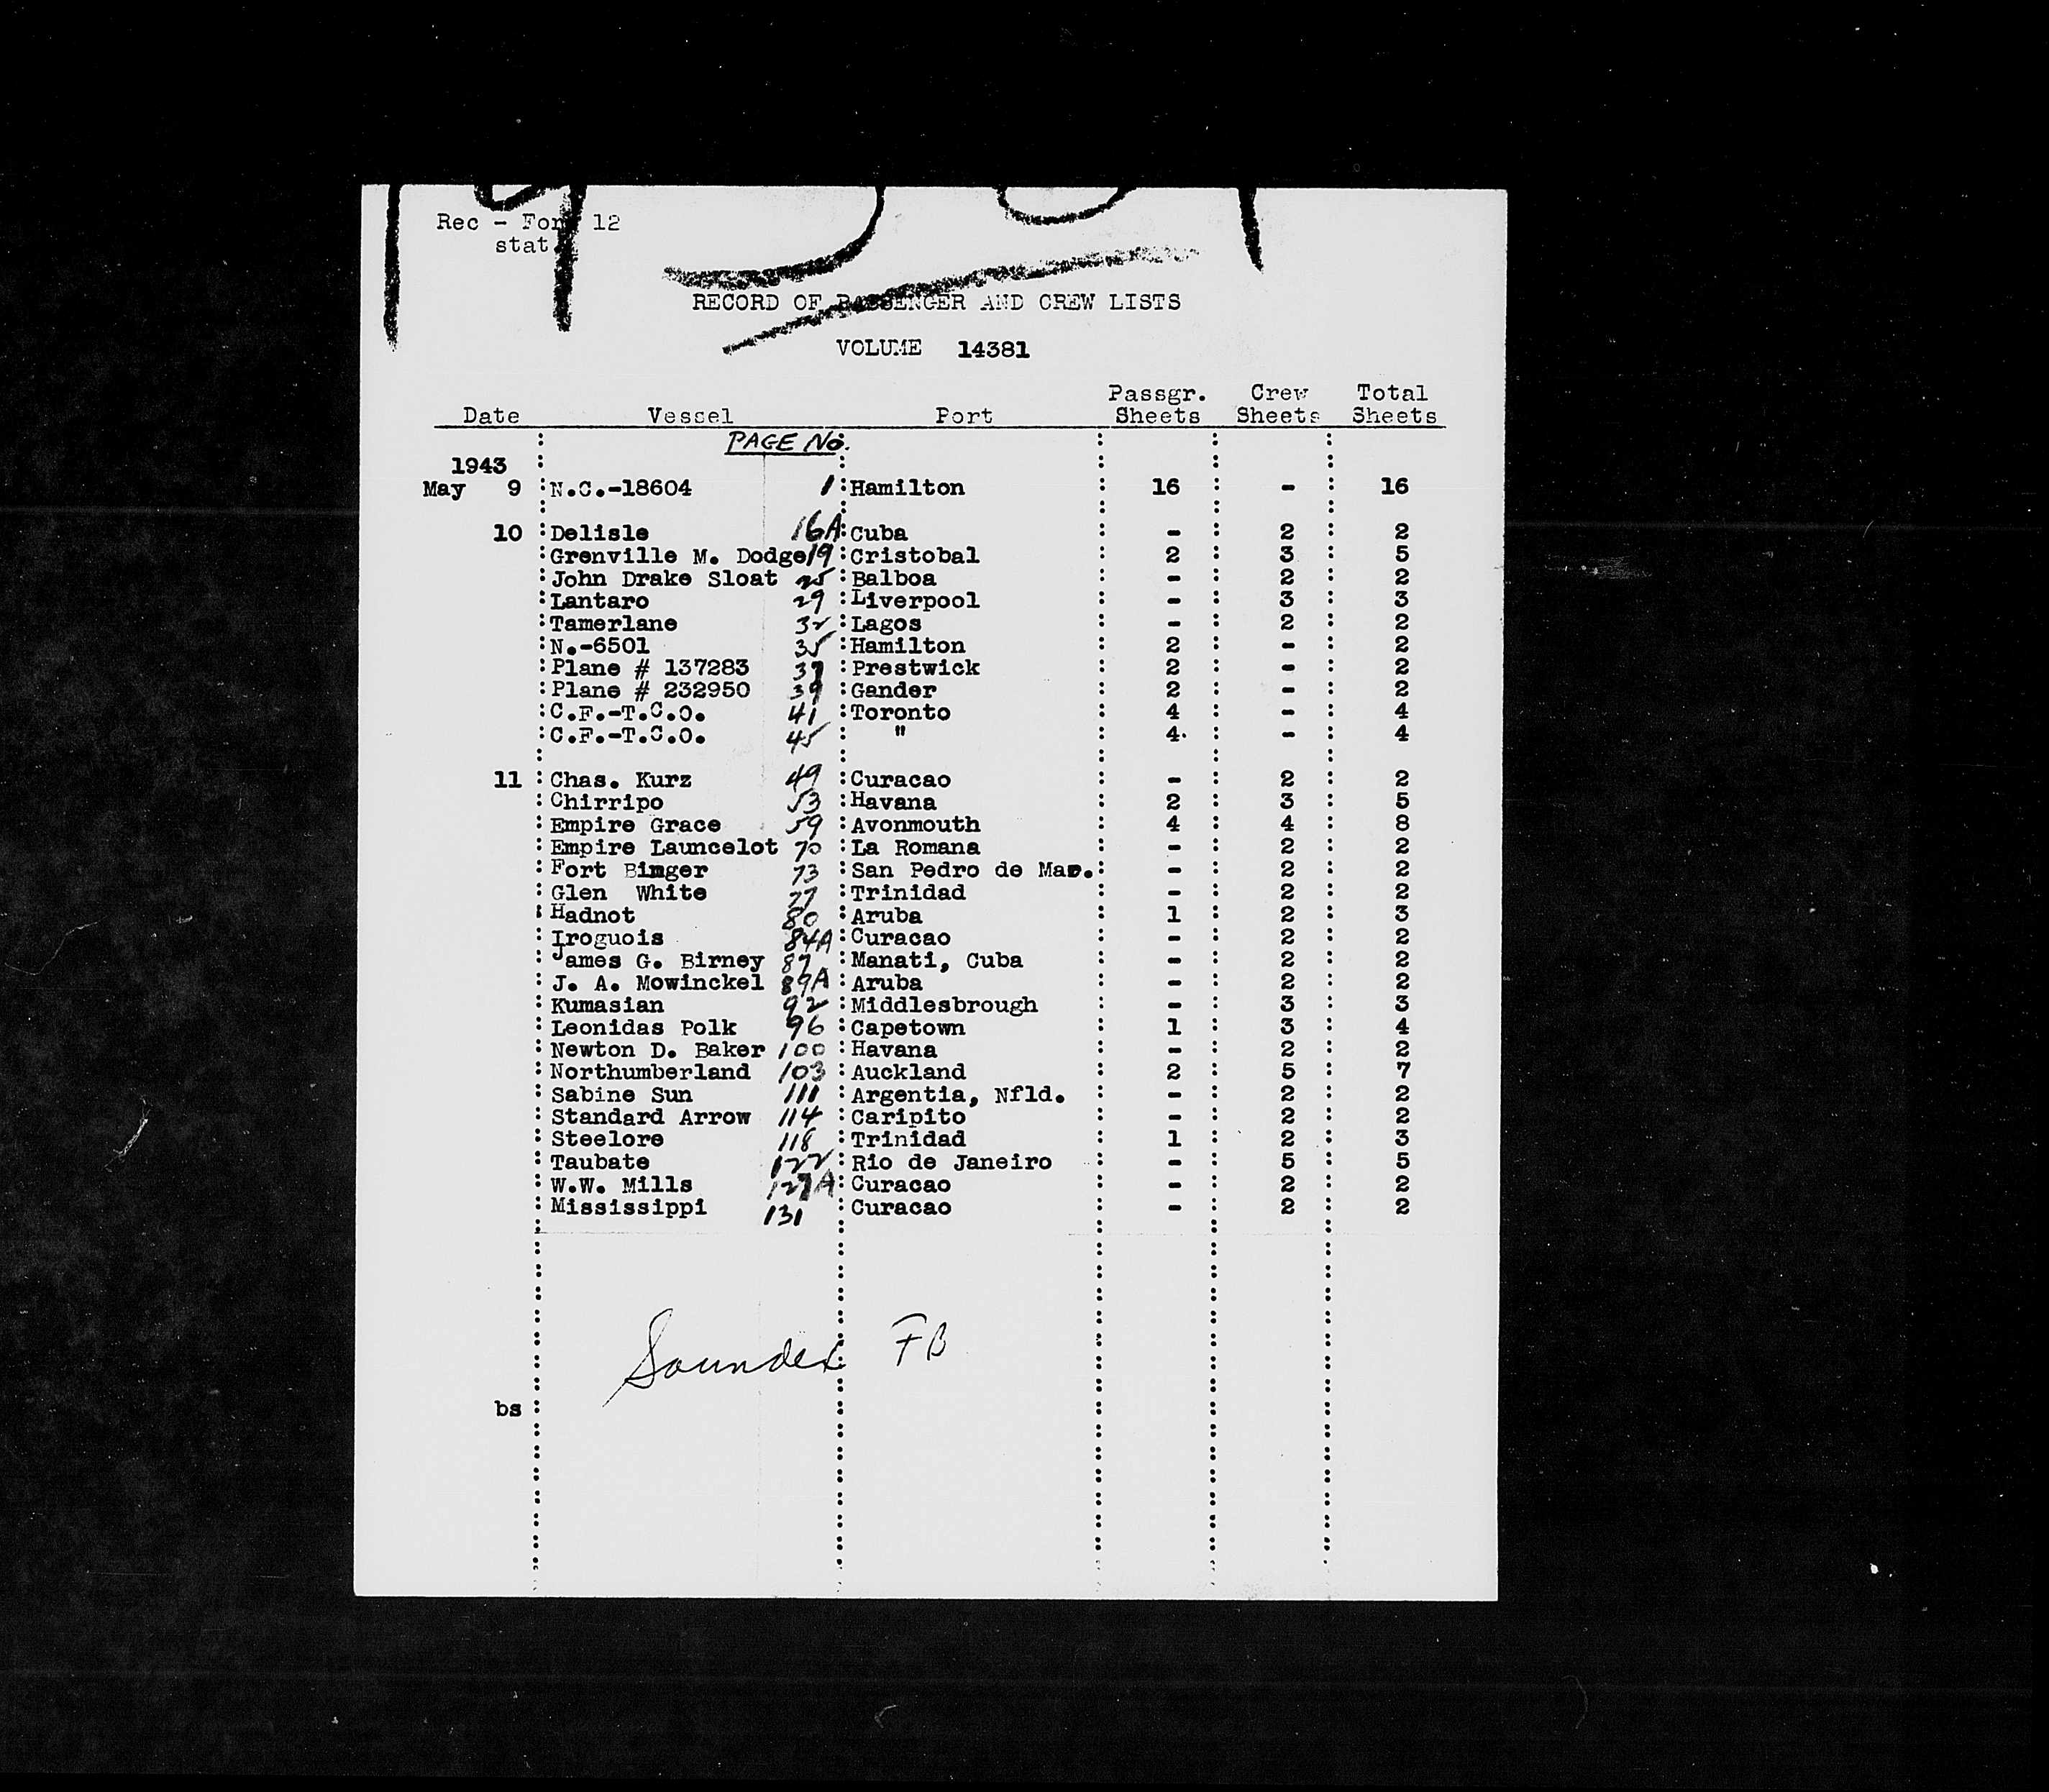 Rec - Form 12
stat
RECORD OF PASSENGER AND CREW LISTS
VOLUME 14381
Date Vessel Port Passgr. Sheets Crew Sheets Total Sheets
PAGE No.
1943
May 9 N.C.-18604 1 Hamilton 16 - 16
10 Delisle 16A Cuba - 2 2
Grenville M. Dodge 19 Cristobal 2 3 5
John Drake Sloat 25 Balboa - 2 2
Lantaro 29 Liverpool - 3 3
Tamerlane 32 Lagos - 2 2
N.-6501 35 Hamilton 2 - 2
Plane # 137283 37 Prestwick 2 - 2
Plane # 232950 39 Gander 2 - 2
C.F.-T.C.O. 41 Toronto 4 - 4
C.F.-T.C.O. 45 " 4 - 4
11 Chas. Kurz 49 Curacao - 2 2
Chirripo 53 Havana 2 3 5
Empire Grace 59 Avonmouth 4 4 8
Empire Launcelot 70 La Romana - 2 2
Fort Binger 73 San Pedro de Mar. - 2 2
Glen White 77 Trinidad - 2 2
Hadnot 80 Aruba 1 2 3
Iroguois 84A Curacao - 2 2
James G. Birney 87 Manati, Cuba - 2 2
J. A. Mowinckel 89A Aruba - 2 2
Kumasian 92 Middlesbrough - 3 3
Leonidas Polk 96 Capetown 1 3 4
Newton D. Baker 100 Havana - 2 2
Northumberland 103 Auckland 2 5 7
Sabine Sun 111 Argentia, Nfld. - 2 2
Standard Arrow 114 Caripito - 2 2
Steelore 118 Trinidad 1 2 3
Taubate 122 Rio de Janeiro - 5 5
W.W. Mills 127A Curacao - 2 2
Mississippi 131 Curacao - 2 2
Soundex FB
bs